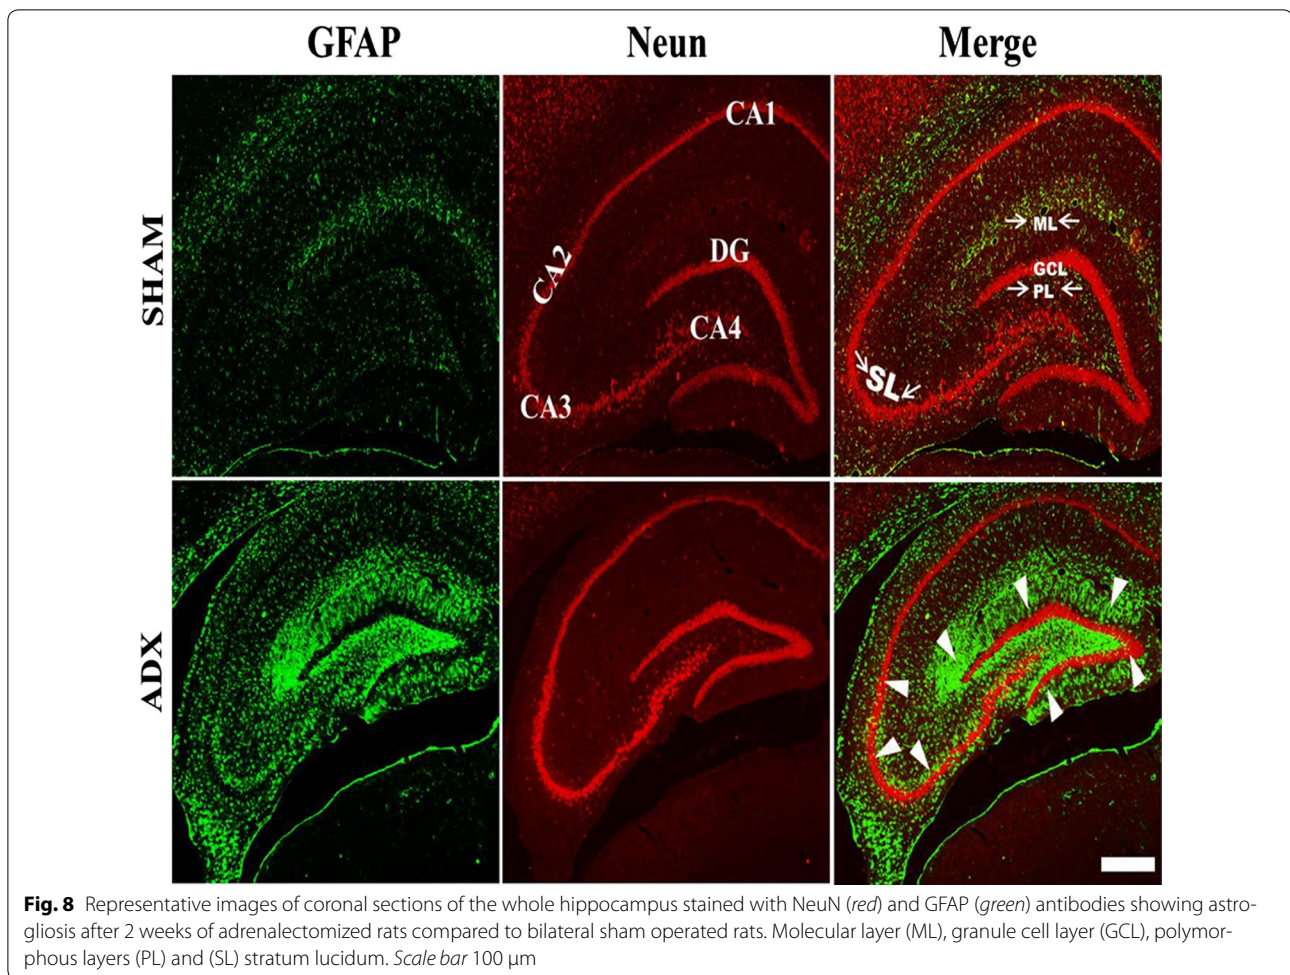 GFAP Neun Merge
SHAM
CA1
CA2
DG
CA4
CA3
ML
GCL
PL
SL
ADX
Fig. 8 Representative images of coronal sections of the whole hippocampus stained with NeuN (red) and GFAP (green) antibodies showing astro-
gliosis after 2 weeks of adrenalectomized rats compared to bilateral sham operated rats. Molecular layer (ML), granule cell layer (GCL), polymor-
phous layers (PL) and (SL) stratum lucidum. Scale bar 100 µm